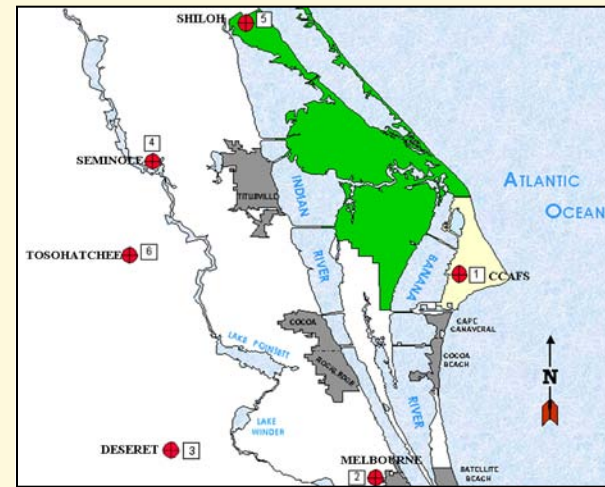 SHILOH
5
4
SEMINOLE
TITUSVILLE
INDIAN
RIVER
ATLANTIC
OCEAN
TOSOHATCHEE
6
BANANA
1
CCAFS
COCOA
CAPE
CANAVERAL
LAKE POINSETT
ROCKLEDGE
COCOA
BEACH
N
LAKE
WINDER
RIVER
DESERET
3
MELBOURNE
2
SATELLITE
BEACH